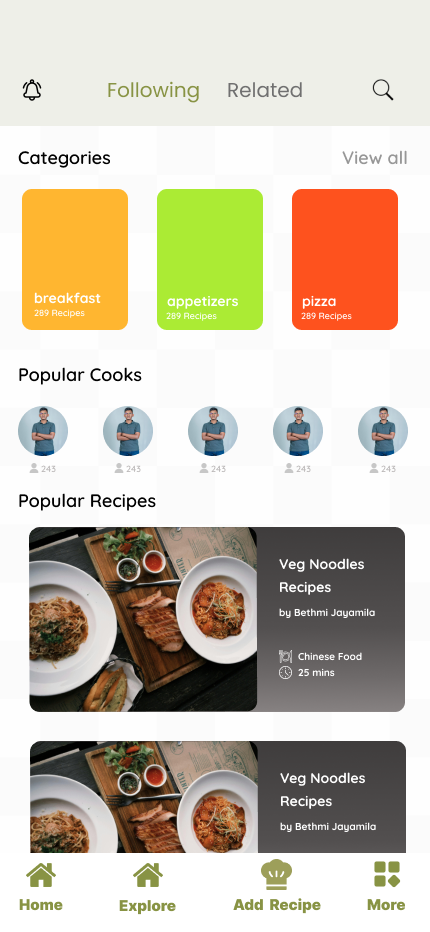 Following Related
Categories View all
breakfast
289 Recipes
appetizers
289 Recipes
pizza
289 Recipes
Popular Cooks
243 243 243 243 243
Popular Recipes
Veg Noodles
Recipes
by Bethmi Jayamila
Chinese Food
25 mins
Veg Noodles
Recipes
by Bethmi Jayamila
Home Explore Add Recipe More